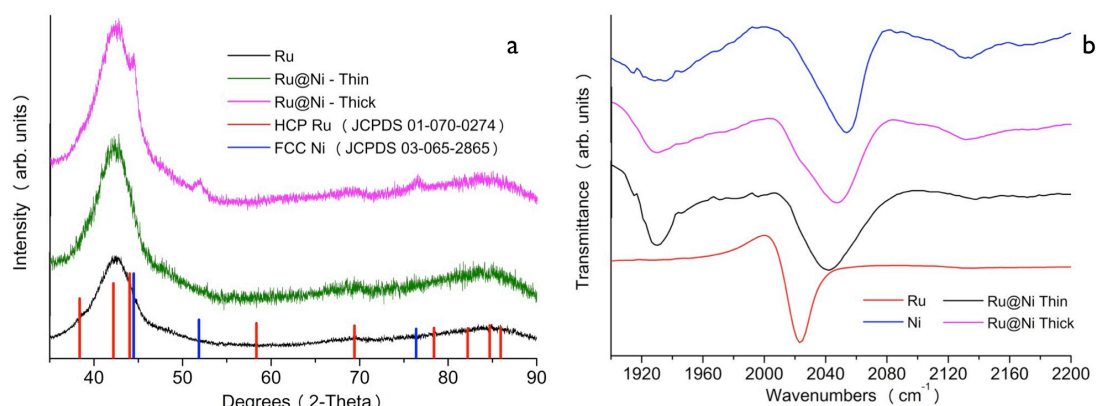 a
Ru
Ru@Ni - Thin
Ru@Ni - Thick
HCP Ru ( JCPDS 01-070-0274 )
FCC Ni ( JCPDS 03-065-2865 )
Intensity ( arb. units )
40 50 60 70 80 90
Degrees ( 2-Theta )
b
Transmittance ( arb. units )
Ru
Ni
Ru@Ni Thin
Ru@Ni Thick
1920 1960 2000 2040 2080 2120 2160 2200
Wavenumbers ( cm-1 )